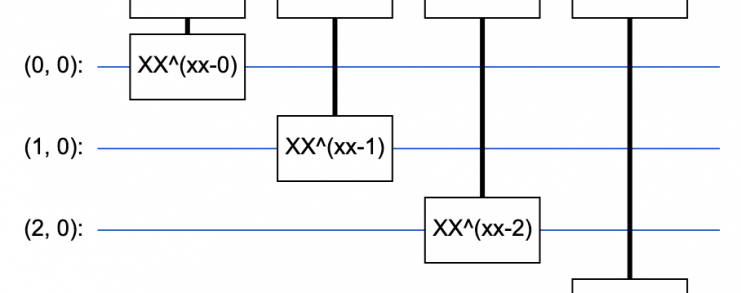 (0, 0): XX^(xx-0)
(1, 0): XX^(xx-1)
(2, 0): XX^(xx-2)